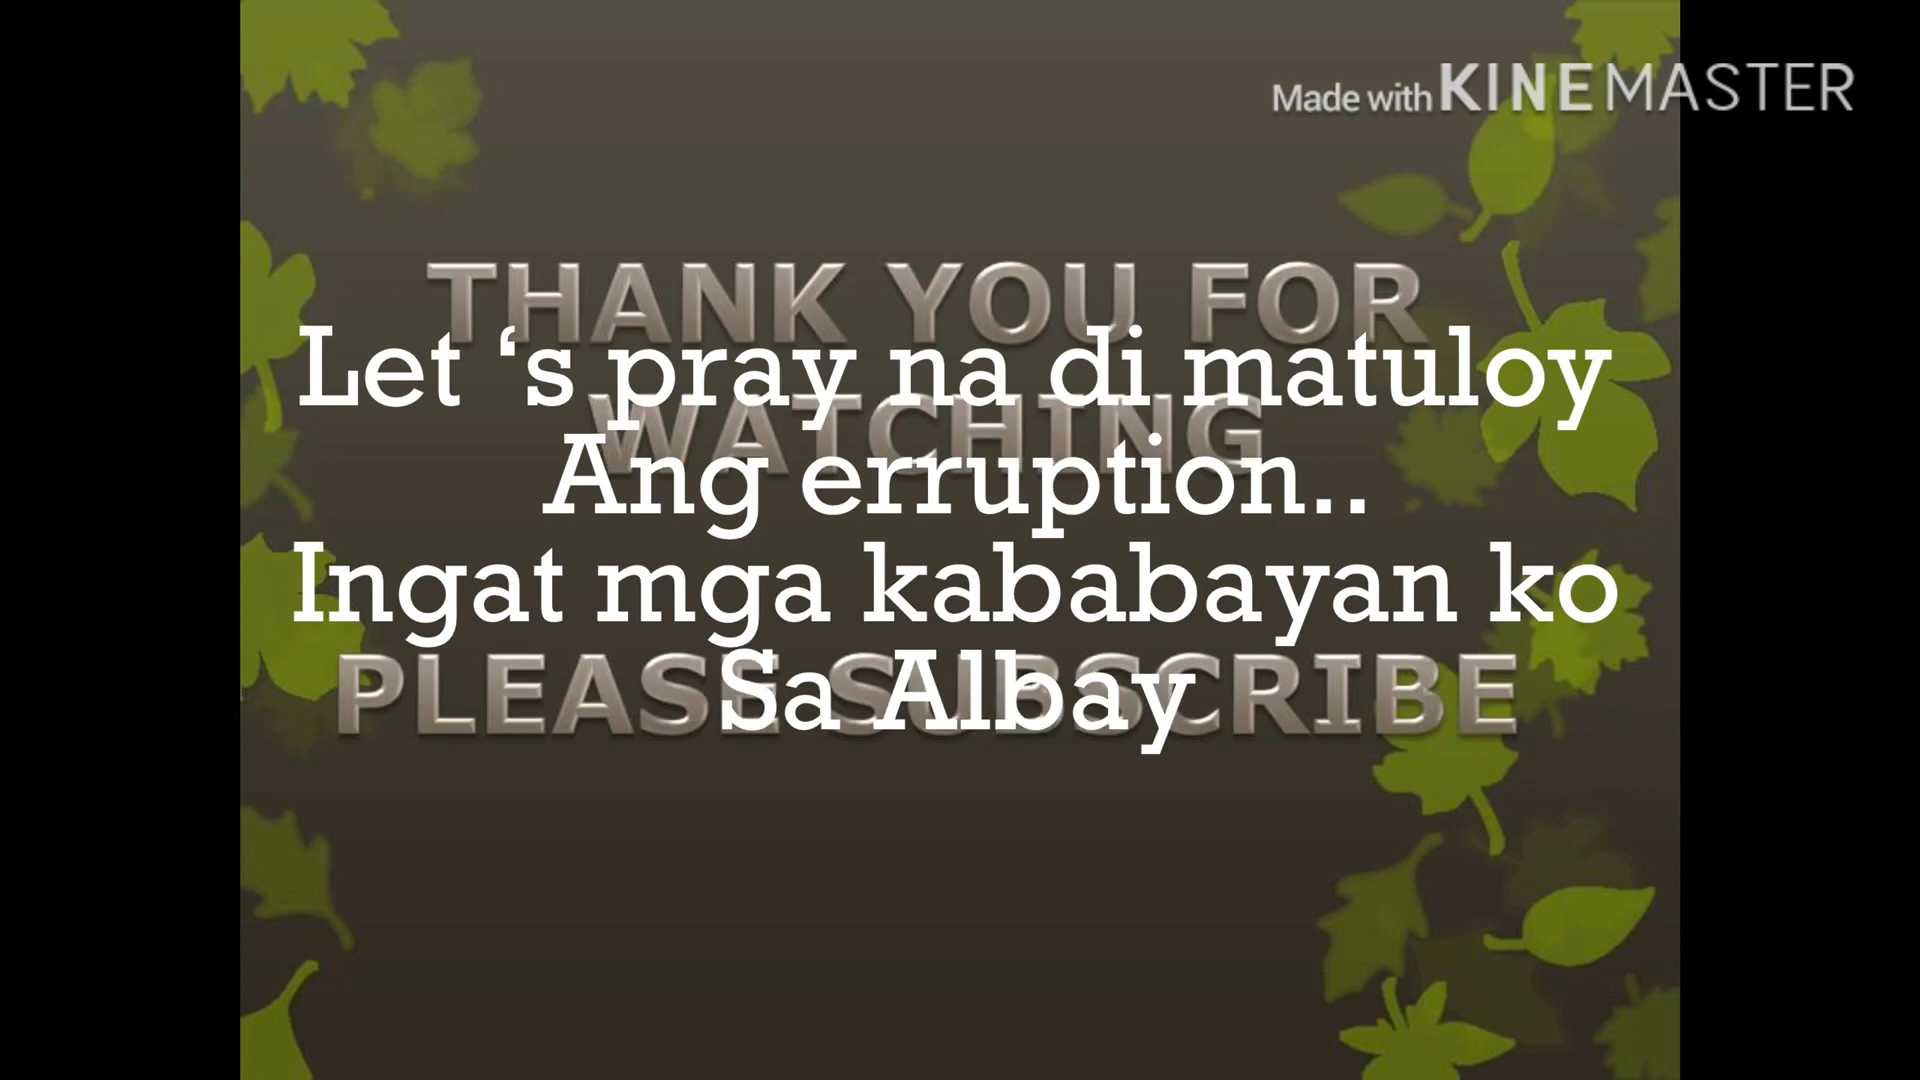 Made with KINEMASTER
THANK YOU FOR
Let ‘s pray na di matuloy
WATCHING
Ang erruption..
Ingat mga kababayan ko
Sa Albay
PLEASE SUBSCRIBE